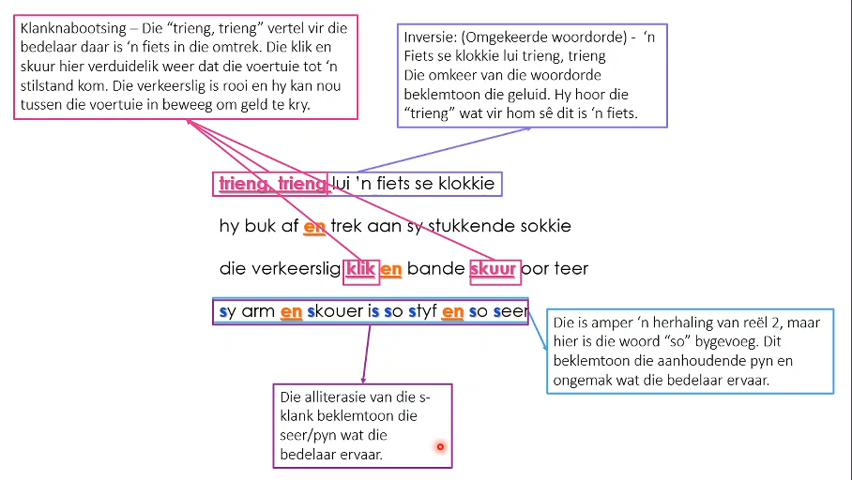 Klanknabootsing – Die “trieng, trieng” vertel vir die
bedelaar daar is ‘n fiets in die omtrek. Die klik en
skuur hier verduidelik weer dat die voertuie tot ‘n
stilstand kom. Die verkeerslig is rooi en hy kan nou
tussen die voertuie in beweeg om geld te kry.
Inversie: (Omgekeerde woordorde) - ‘n
Fiets se klokkie lui trieng, trieng
Die omkeer van die woordorde
beklemtoon die geluid. Hy hoor die
“trieng” wat vir hom sê dit is ‘n fiets.
trieng, trieng lui ’n fiets se klokkie
hy buk af en trek aan sy stukkende sokkie
die verkeerslig klik en bande skuur oor teer
sy arm en skouer is so styf en so seer
Die is amper ‘n herhaling van reël 2, maar
hier is die woord “so” bygevoeg. Dit
beklemtoon die aanhoudende pyn en
ongemak wat die bedelaar ervaar.
Die alliterasie van die s-
klank beklemtoon die
seer/pyn wat die
bedelaar ervaar.